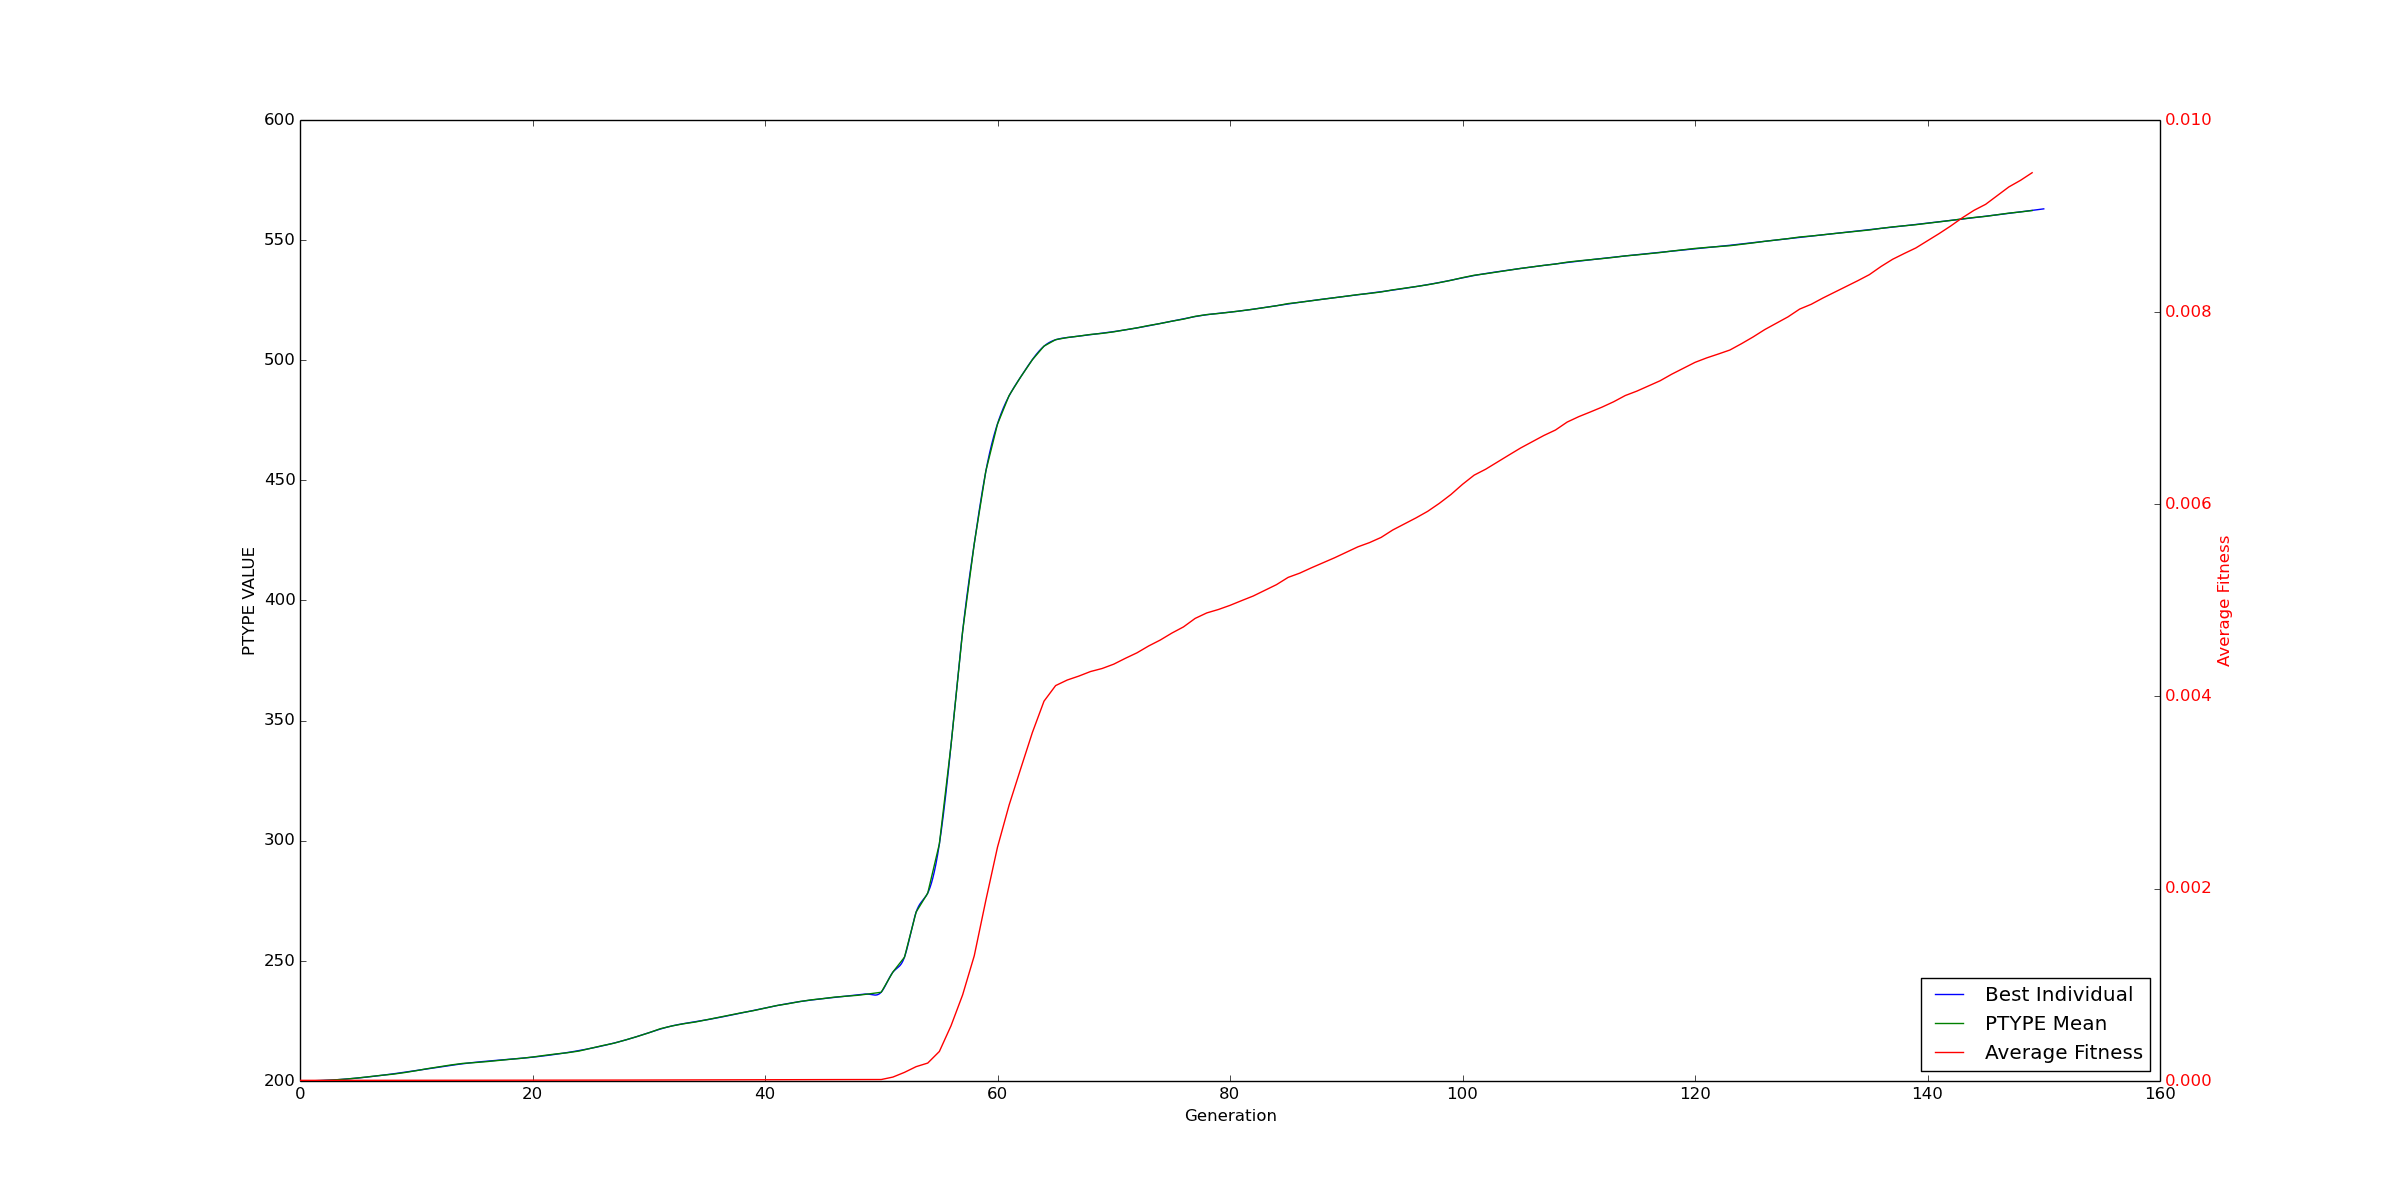 600
550
500
450
400
350
300
250
200
PTYPE VALUE
0 20 40 60 80 100 120 140 160
Generation
0.010
0.008
0.006
0.004
0.002
0.000
Average Fitness
Best Individual
PTYPE Mean
Average Fitness